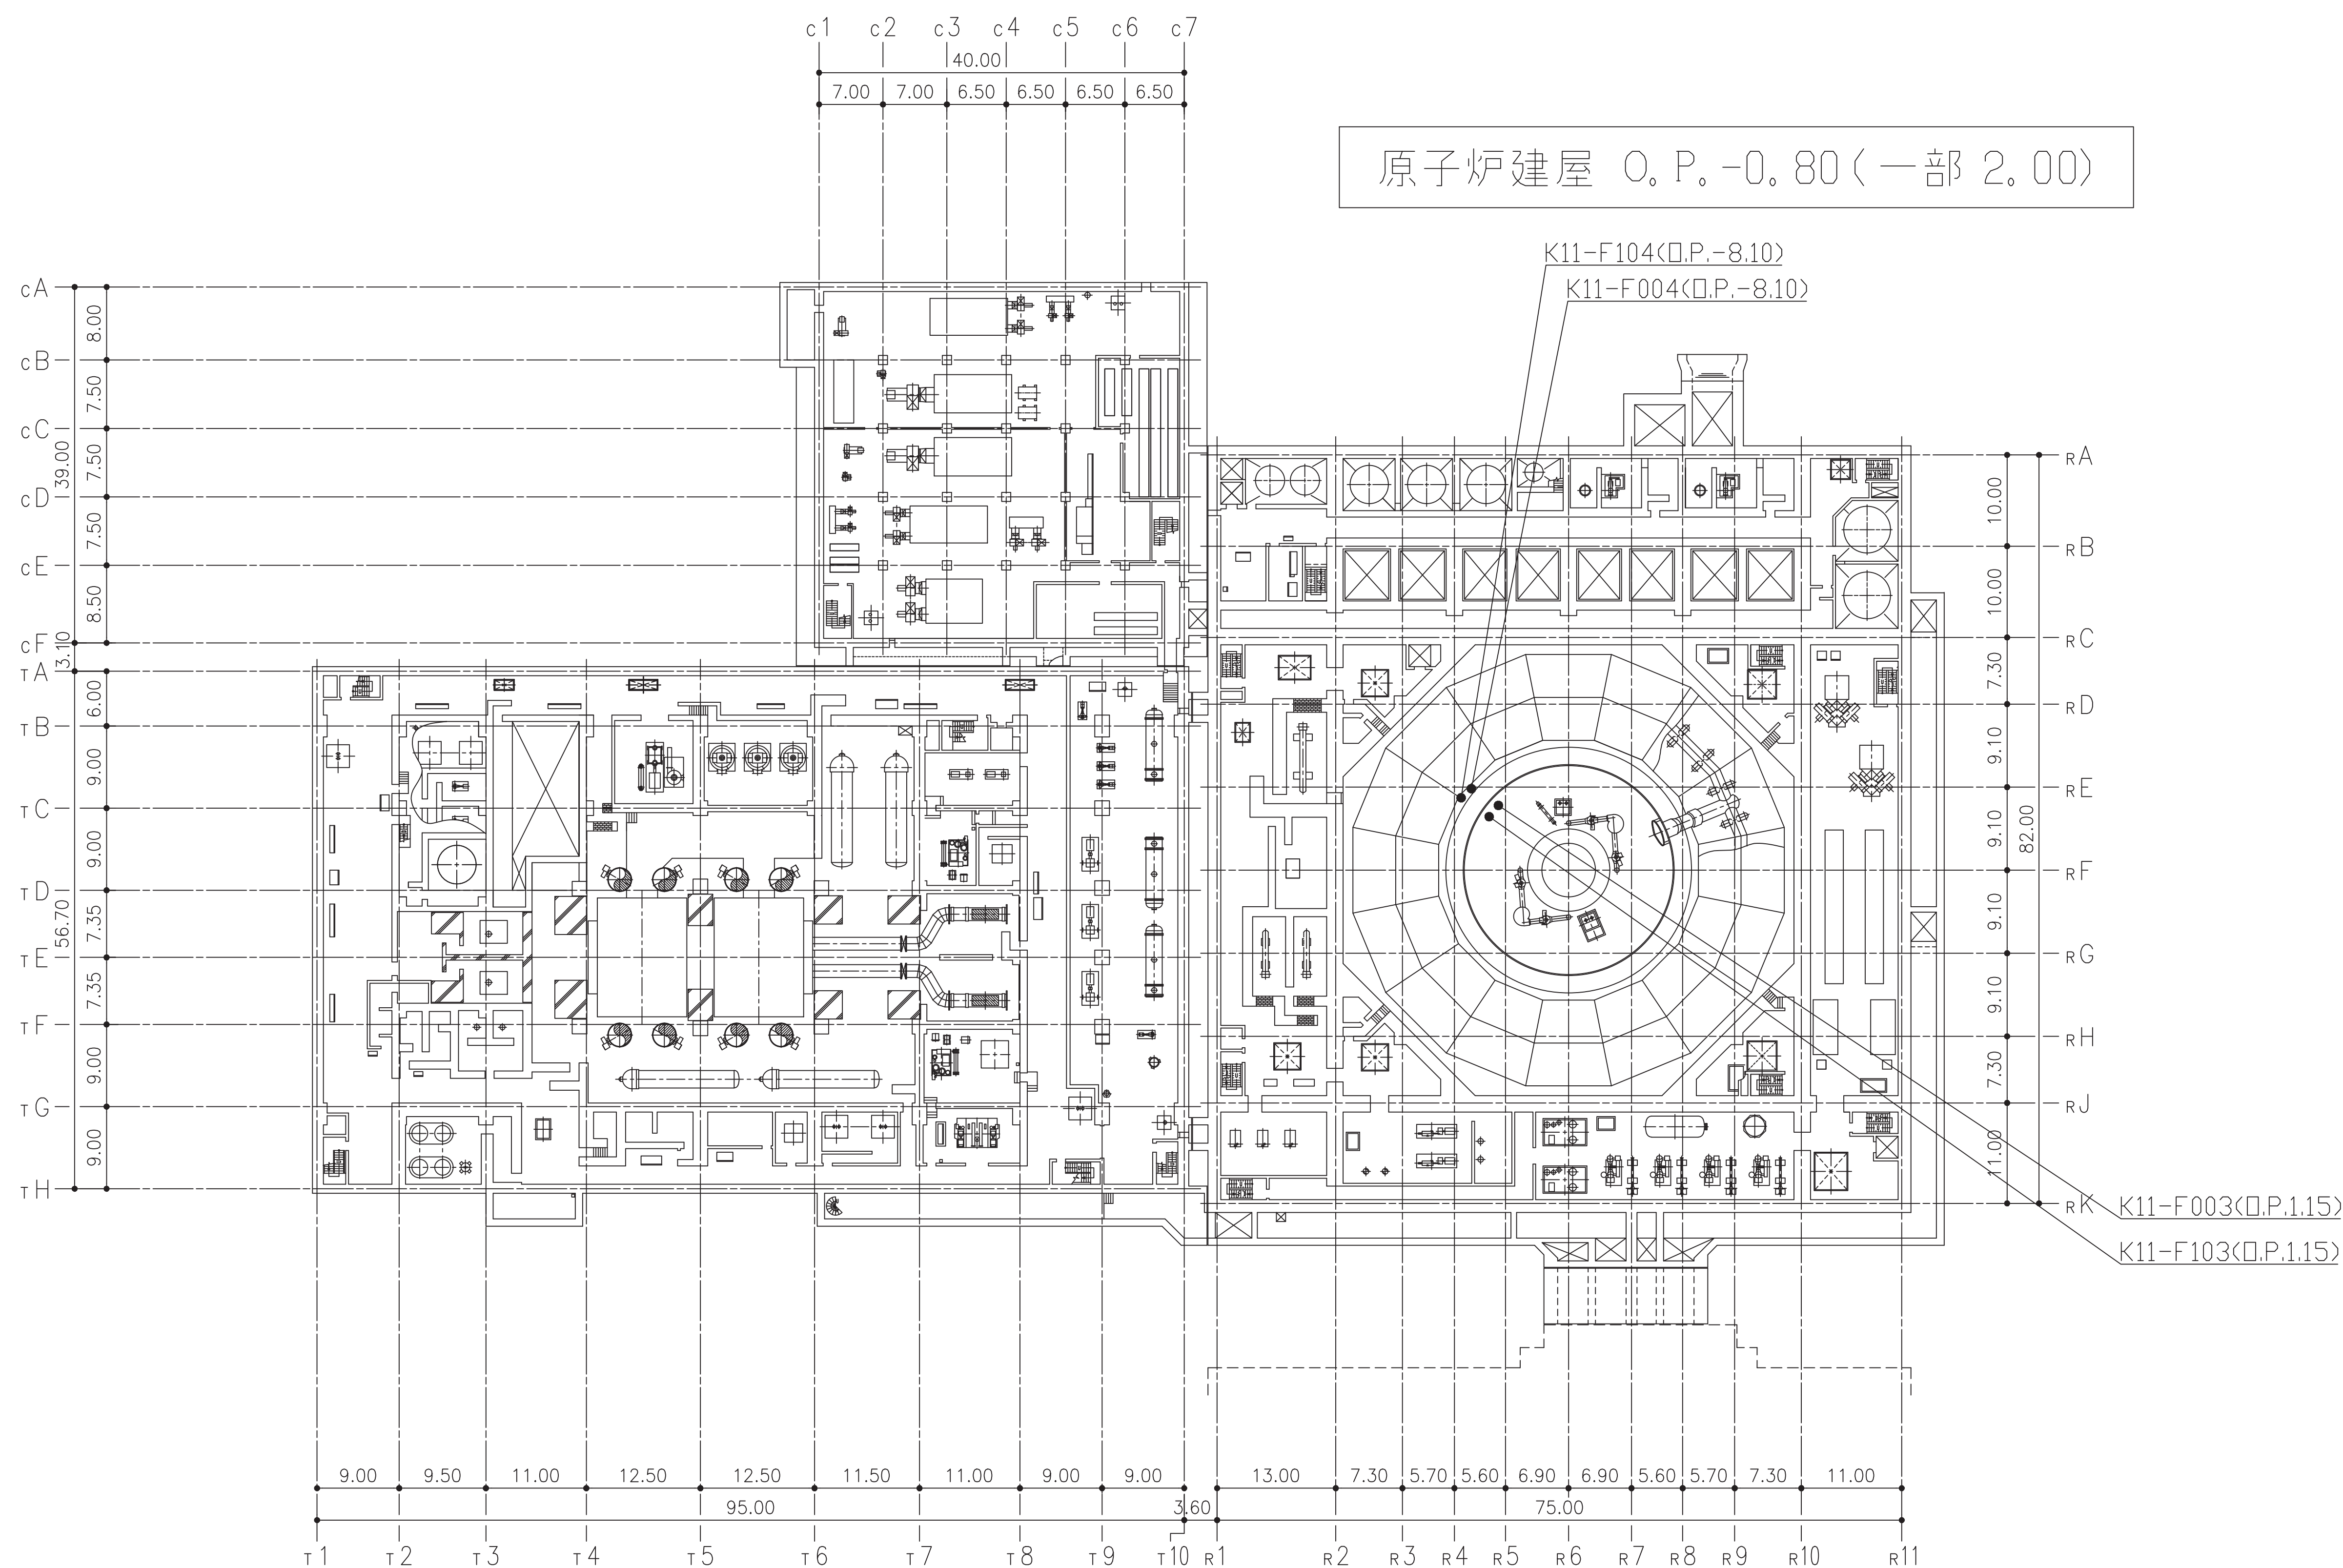 c1 c2 c3 c4 c5 c6 c7
40.00
7.00 7.00 6.50 6.50 6.50 6.50
原子炉建屋 O.P.-0.80(一部 2.00)
K11-F104(O.P.-8.10)
K11-F004(O.P.-8.10)
cA
8.00
cB
7.50
cC
39.00
7.50
cD
7.50
cE
8.50
cF
3.10
TA
6.00
TB
9.00
TC
9.00
TD
7.35
56.70
TE
7.35
TF
9.00
TG
9.00
TH
RA
10.00
RB
10.00
RC
7.30
RD
9.10
RE
9.10
82.00
RF
9.10
RG
9.10
RH
7.30
RJ
11.00
RK
K11-F003(O.P.1.15)
K11-F103(O.P.1.15)
9.00 9.50 11.00 12.50 12.50 11.50 11.00 9.00 9.00 13.00 7.30 5.70 5.60 6.90 6.90 5.60 5.70 7.30 11.00
95.00 3.60 75.00
T1 T2 T3 T4 T5 T6 T7 T8 T9 T10 R1 R2 R3 R4 R5 R6 R7 R8 R9 R10 R11